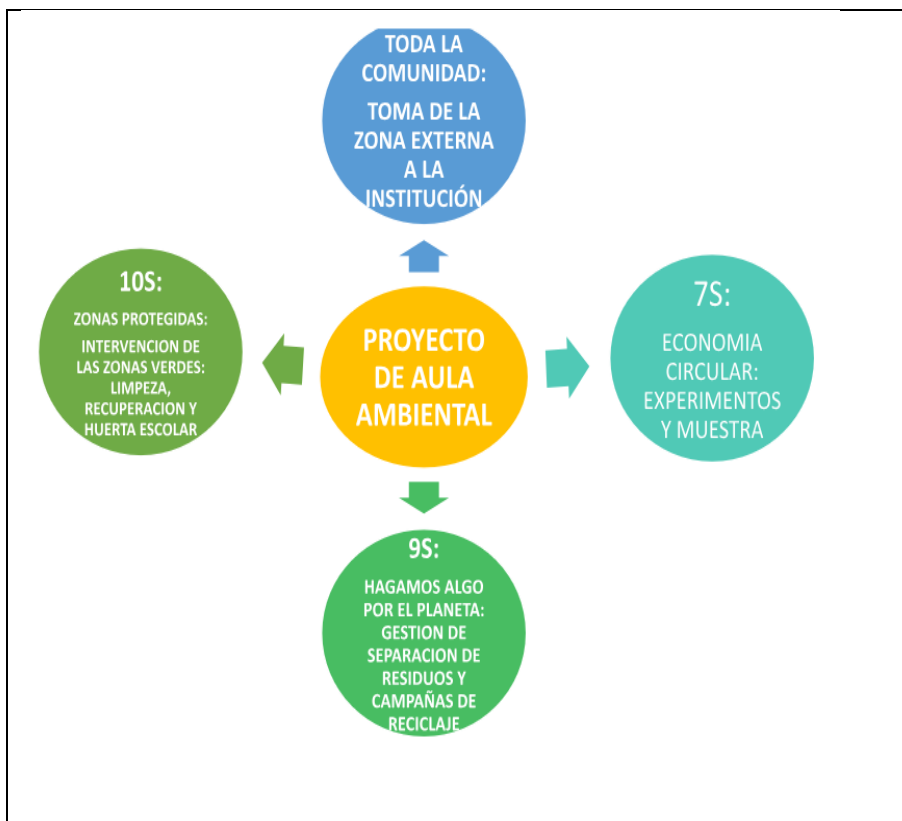 TODA LA
COMUNIDAD:
TOMA DE LA
ZONA EXTERNA
A LA
INSTITUCIÓN
10S:
ZONAS PROTEGIDAS:
INTERVENCION DE
LAS ZONAS VERDES:
LIMPEZA,
RECUPERACION Y
HUERTA ESCOLAR
PROYECTO
DE AULA
AMBIENTAL
7S:
ECONOMIA
CIRCULAR:
EXPERIMENTOS
Y MUESTRA
9S:
HAGAMOS ALGO
POR EL PLANETA:
GESTION DE
SEPARACION DE
RESIDUOS Y
CAMPAÑAS DE
RECICLAJE